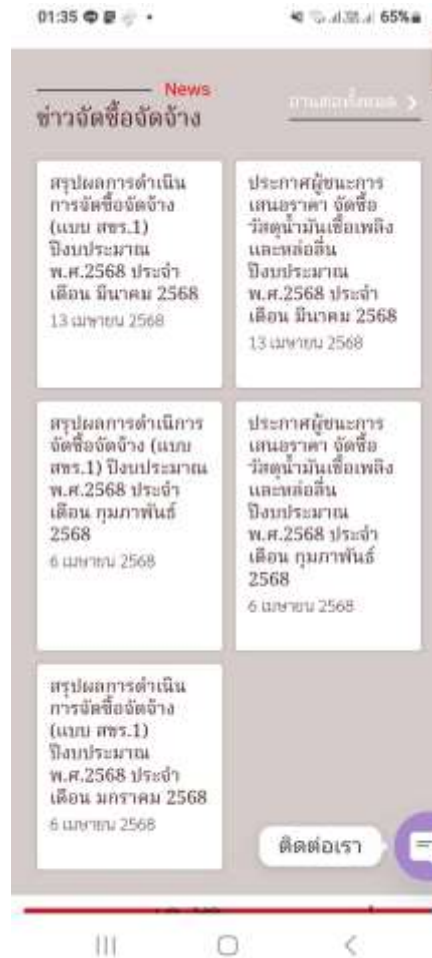 01:35
65%
News
ข่าวจัดซื้อจัดจ้าง
สรุปผลการดำเนิน
การจัดซื้อจัดจ้าง
(แบบ สขร.1)
ปีงบประมาณ
พ.ศ.2568 ประจำ
เดือน มีนาคม 2568
13 เมษายน 2568
ประกาศผู้ชนะการ
เสนอราคา จัดซื้อ
วัสดุน้ำมันเชื้อเพลิง
และหล่อลื่น
ปีงบประมาณ
พ.ศ.2568 ประจำ
เดือน มีนาคม 2568
13 เมษายน 2568
สรุปผลการดำเนิการ
จัดซื้อจัดจ้าง (แบบ
สขร.1) ปีงบประมาณ
พ.ศ.2568 ประจำ
เดือน กุมภาพันธ์
2568
6 เมษายน 2568
ประกาศผู้ชนะการ
เสนอราคา จัดซื้อ
วัสดุน้ำมันเชื้อเพลิง
และหล่อลื่น
ปีงบประมาณ
พ.ศ.2568 ประจำ
เดือน กุมภาพันธ์
2568
6 เมษายน 2568
สรุปผลการดำเนิน
การจัดซื้อจัดจ้าง
(แบบ สขร.1)
ปีงบประมาณ
พ.ศ.2568 ประจำ
เดือน มกราคม 2568
6 เมษายน 2568
ติดต่อเรา